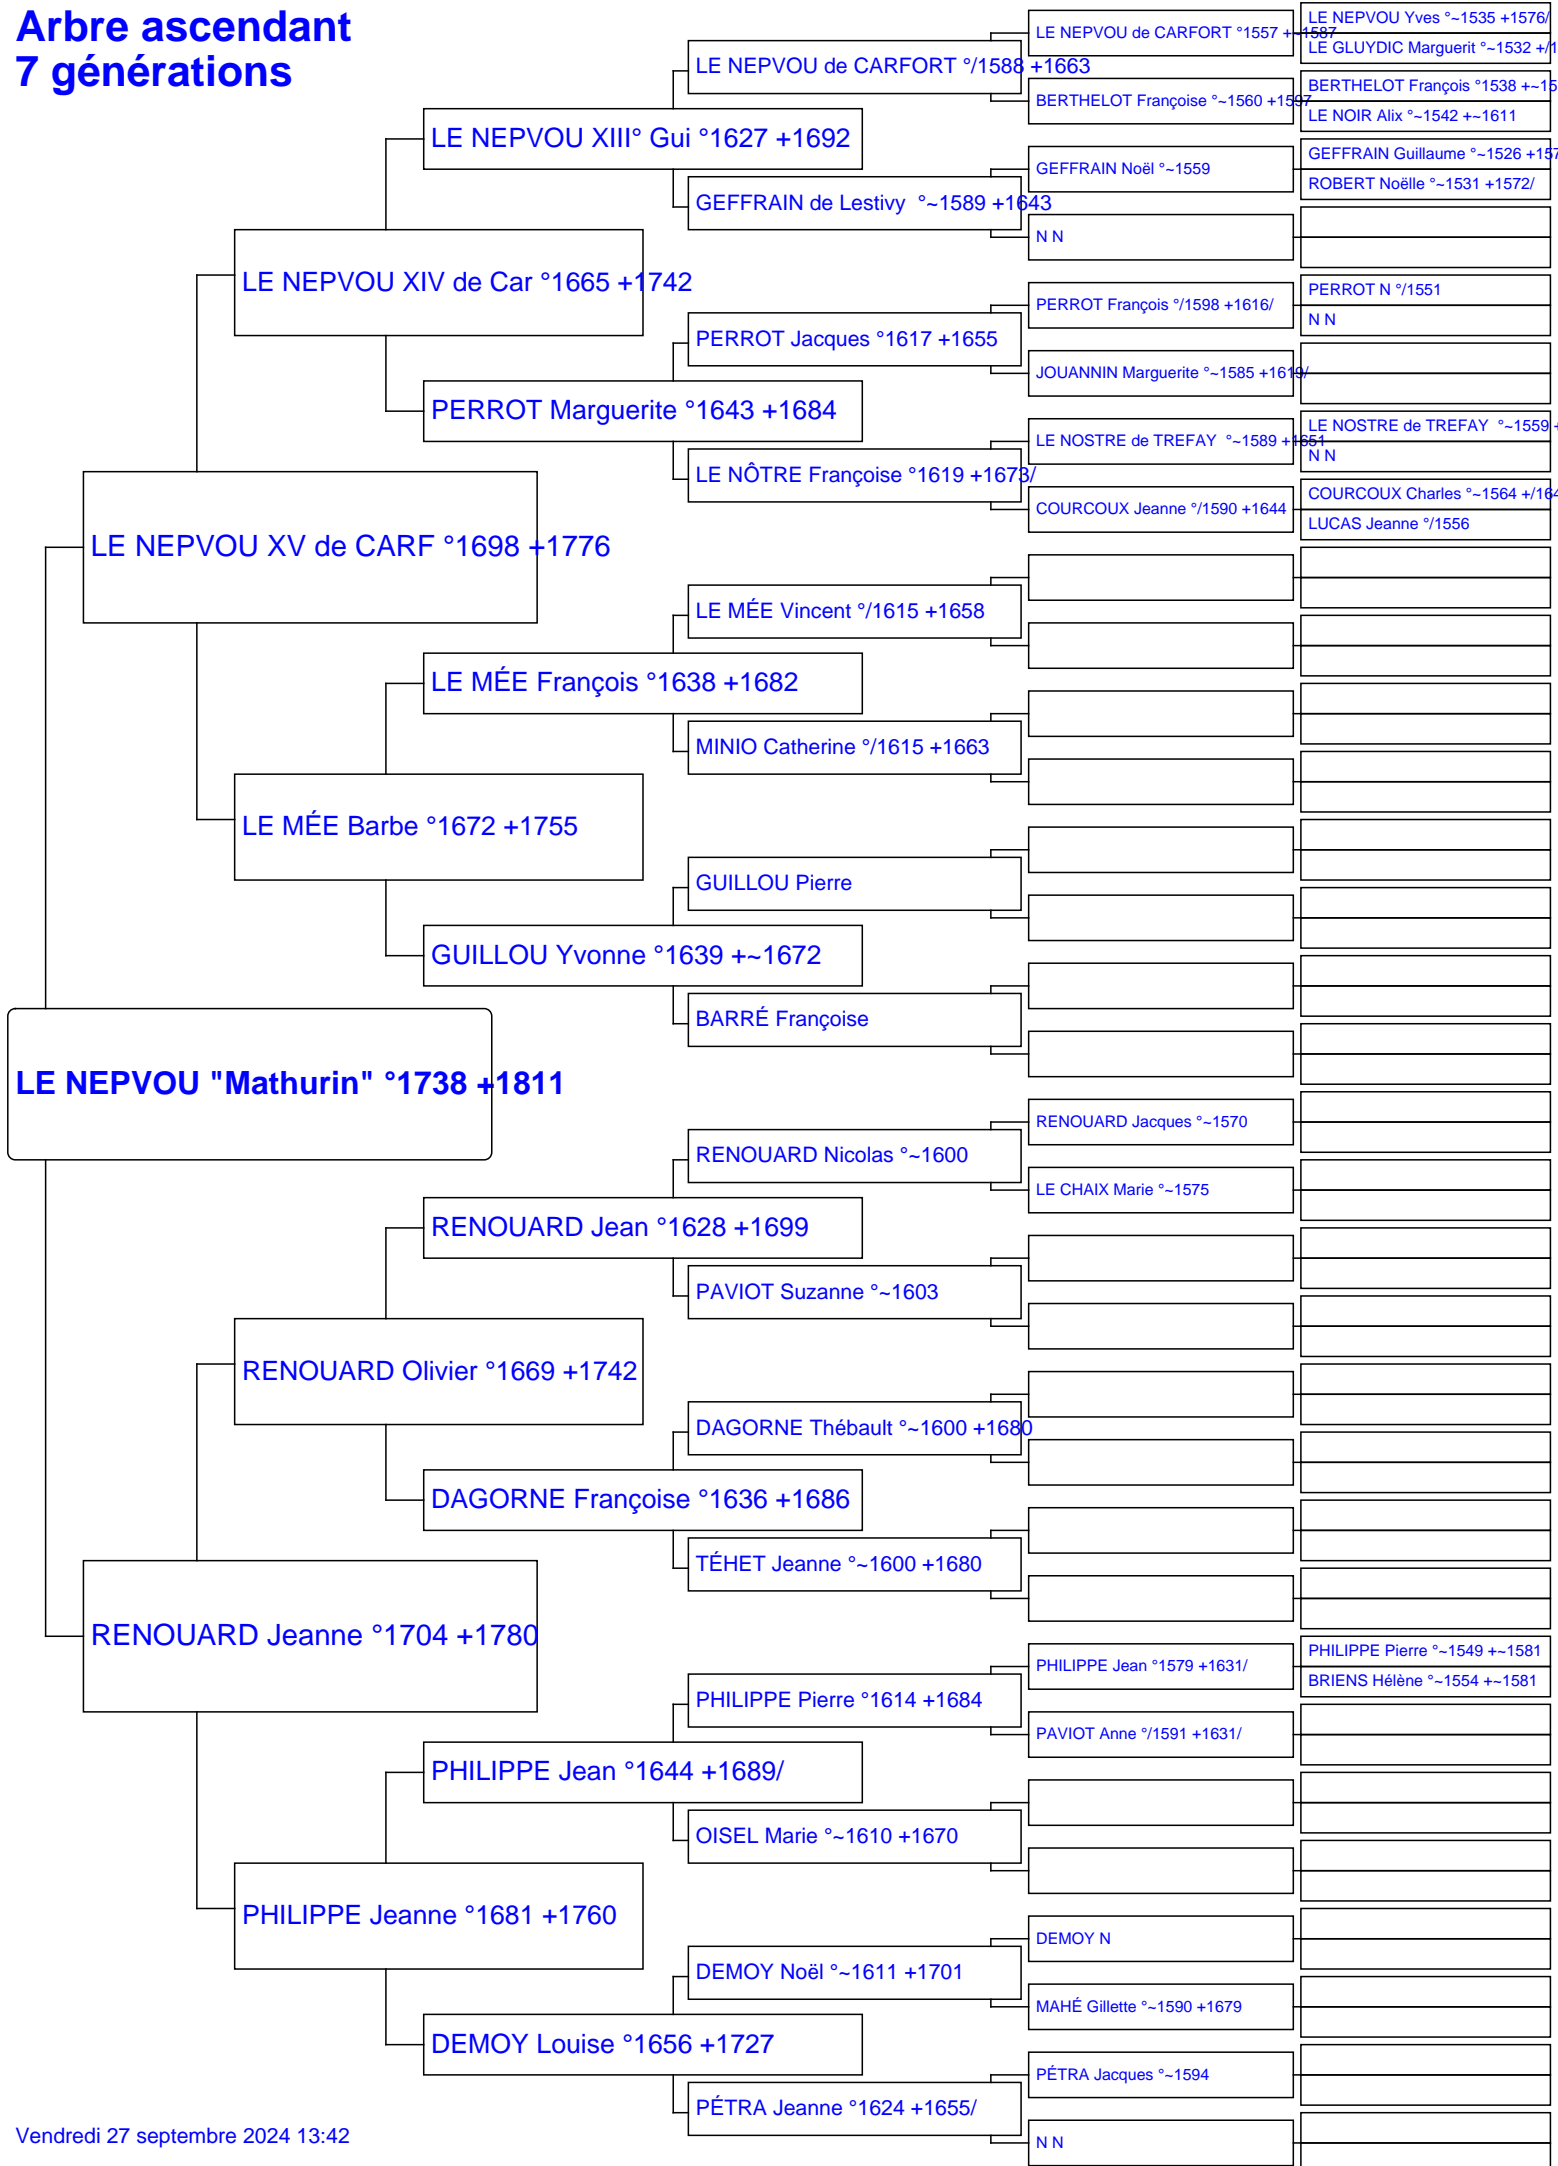 Arbre ascendant
7 générations
LE NEPVOU "Mathurin" °1738 +1811
LE NEPVOU XV de CARF °1698 +1776
RENOUARD Jeanne °1704 +1780
LE NEPVOU XIV de Car °1665 +1742
LE MÉE Barbe °1672 +1755
RENOUARD Olivier °1669 +1742
PHILIPPE Jeanne °1681 +1760
LE NEPVOU XIII° Gui °1627 +1692
PERROT Marguerite °1643 +1684
LE MÉE François °1638 +1682
GUILLOU Yvonne °1639 +~1672
RENOUARD Jean °1628 +1699
DAGORNE Françoise °1636 +1686
PHILIPPE Jean °1644 +1689/
DEMOY Louise °1656 +1727
LE NEPVOU de CARFORT °/1588 +1663
GEFFRAIN de Lestivy °~1589 +1643
PERROT Jacques °1617 +1655
LE NÔTRE Françoise °1619 +1673/
LE MÉE Vincent °/1615 +1658
MINIO Catherine °/1615 +1663
GUILLOU Pierre
BARRÉ Françoise
RENOUARD Nicolas °~1600
PAVIOT Suzanne °~1603
DAGORNE Thébault °~1600 +1680
TÉHET Jeanne °~1600 +1680
PHILIPPE Pierre °1614 +1684
OISEL Marie °~1610 +1670
DEMOY Noël °~1611 +1701
PÉTRA Jeanne °1624 +1655/
LE NEPVOU de CARFORT °1557 +~1587
BERTHELOT Françoise °~1560 +1597
GEFFRAIN Noël °~1559
N N
PERROT François °/1598 +1616/
JOUANNIN Marguerite °~1585 +1619/
LE NOSTRE de TREFAY °~1589 +1651
COURCOUX Jeanne °/1590 +1644
RENOUARD Jacques °~1570
LE CHAIX Marie °~1575
PHILIPPE Jean °1579 +1631/
PAVIOT Anne °/1591 +1631/
DEMOY N
MAHÉ Gillette °~1590 +1679
PÉTRA Jacques °~1594
N N
LE NEPVOU Yves °~1535 +1576/
LE GLUYDIC Marguerit °~1532 +/1
BERTHELOT François °1538 +~15
LE NOIR Alix °~1542 +~1611
GEFFRAIN Guillaume °~1526 +157
ROBERT Noëlle °~1531 +1572/
PERROT N °/1551
N N
LE NOSTRE de TREFAY °~1559 +
N N
COURCOUX Charles °~1564 +/164
LUCAS Jeanne °/1556
PHILIPPE Pierre °~1549 +~1581
BRIENS Hélène °~1554 +~1581
Vendredi 27 septembre 2024 13:42